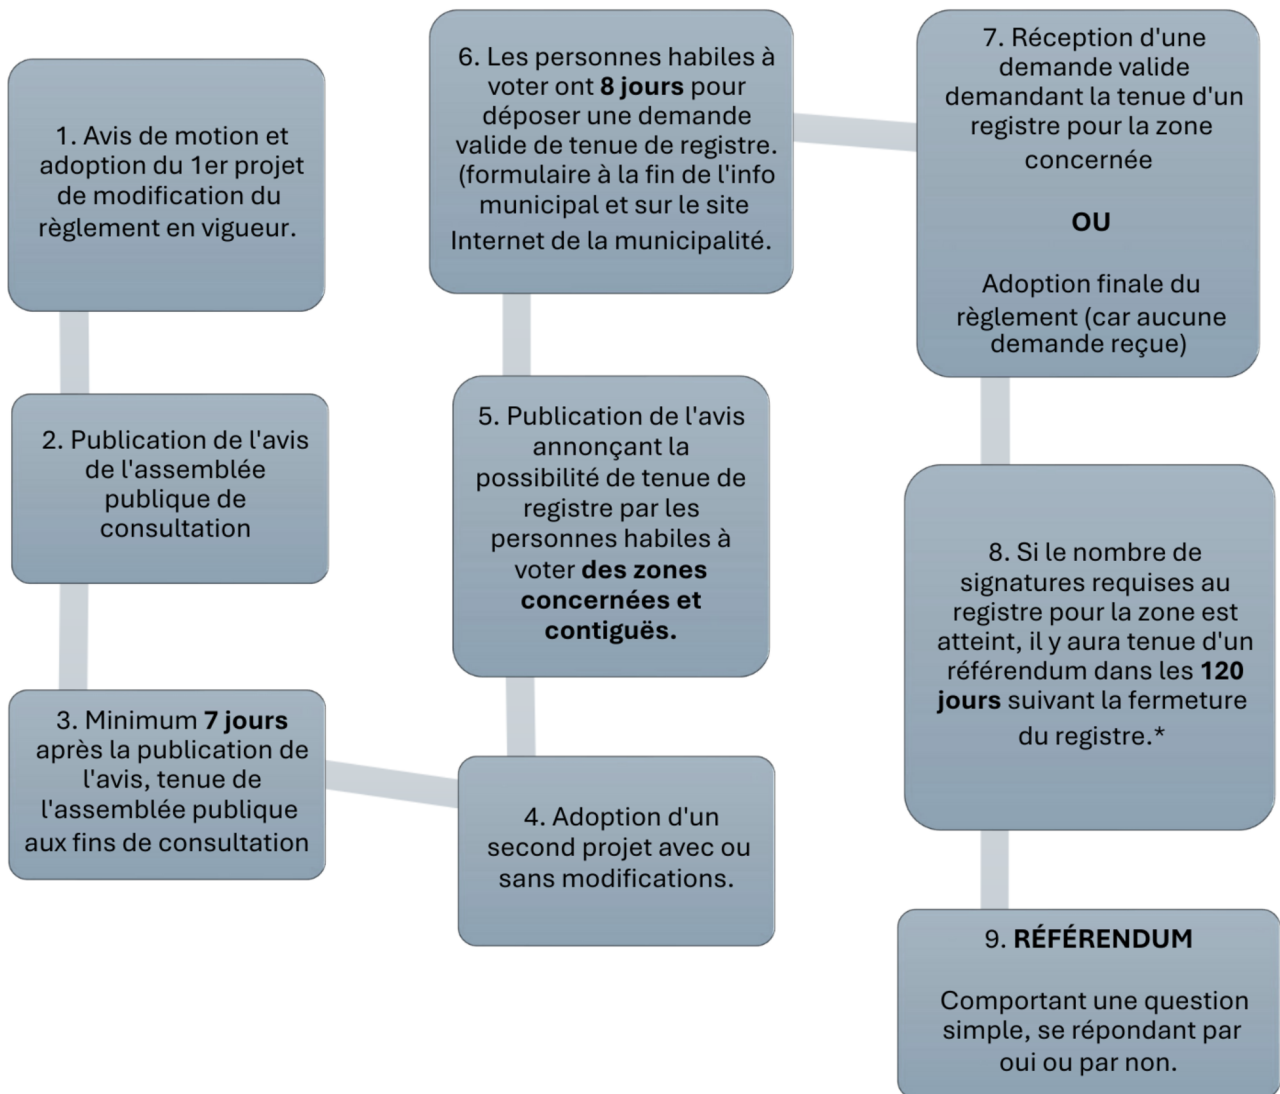 1. Avis de motion et
adoption du 1er projet
de modification du
règlement en vigueur.
2. Publication de l'avis
de l'assemblée
publique de
consultation
3. Minimum 7 jours
après la publication de
l'avis, tenue de
l'assemblée publique
aux fins de consultation
4. Adoption d'un
second projet avec ou
sans modifications.
5. Publication de l'avis
annonçant la
possibilité de tenue de
registre par les
personnes habiles à
voter des zones
concernées et
contiguës.
6. Les personnes habiles à
voter ont 8 jours pour
déposer une demande
valide de tenue de registre.
(formulaire à la fin de l'info
municipal et sur le site
Internet de la municipalité.
7. Réception d'une
demande valide
demandant la tenue d'un
registre pour la zone
concernée
OU
Adoption finale du
règlement (car aucune
demande reçue)
8. Si le nombre de
signatures requises au
registre pour la zone est
atteint, il y aura tenue d'un
référendum dans les 120
jours suivant la fermeture
du registre.*
9. RÉFÉRENDUM
Comportant une question
simple, se répondant par
oui ou par non.